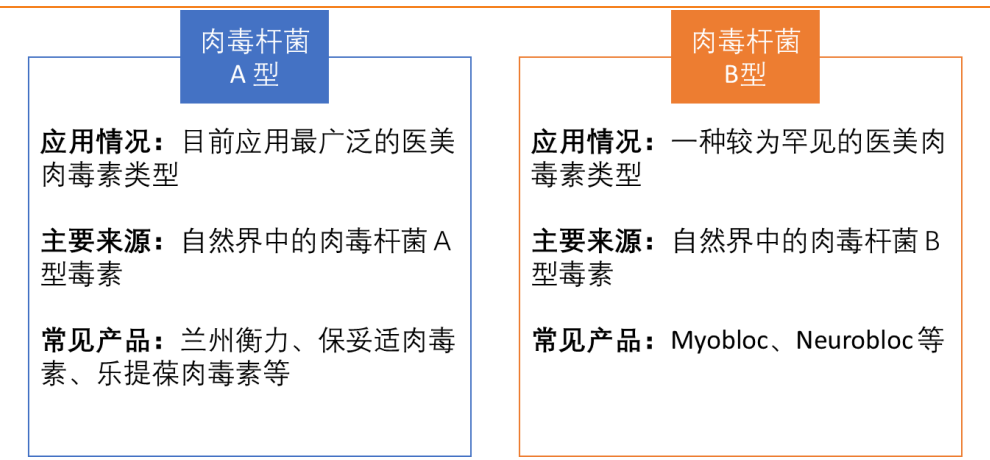 肉毒杆菌
A 型
应用情况：目前应用最广泛的医美
肉毒素类型
主要来源：自然界中的肉毒杆菌 A
型毒素
常见产品：兰州衡力、保妥适肉毒
素、乐提葆肉毒素等
肉毒杆菌
B型
应用情况：一种较为罕见的医美肉
毒素类型
主要来源：自然界中的肉毒杆菌 B
型毒素
常见产品：Myobloc、Neurobloc 等